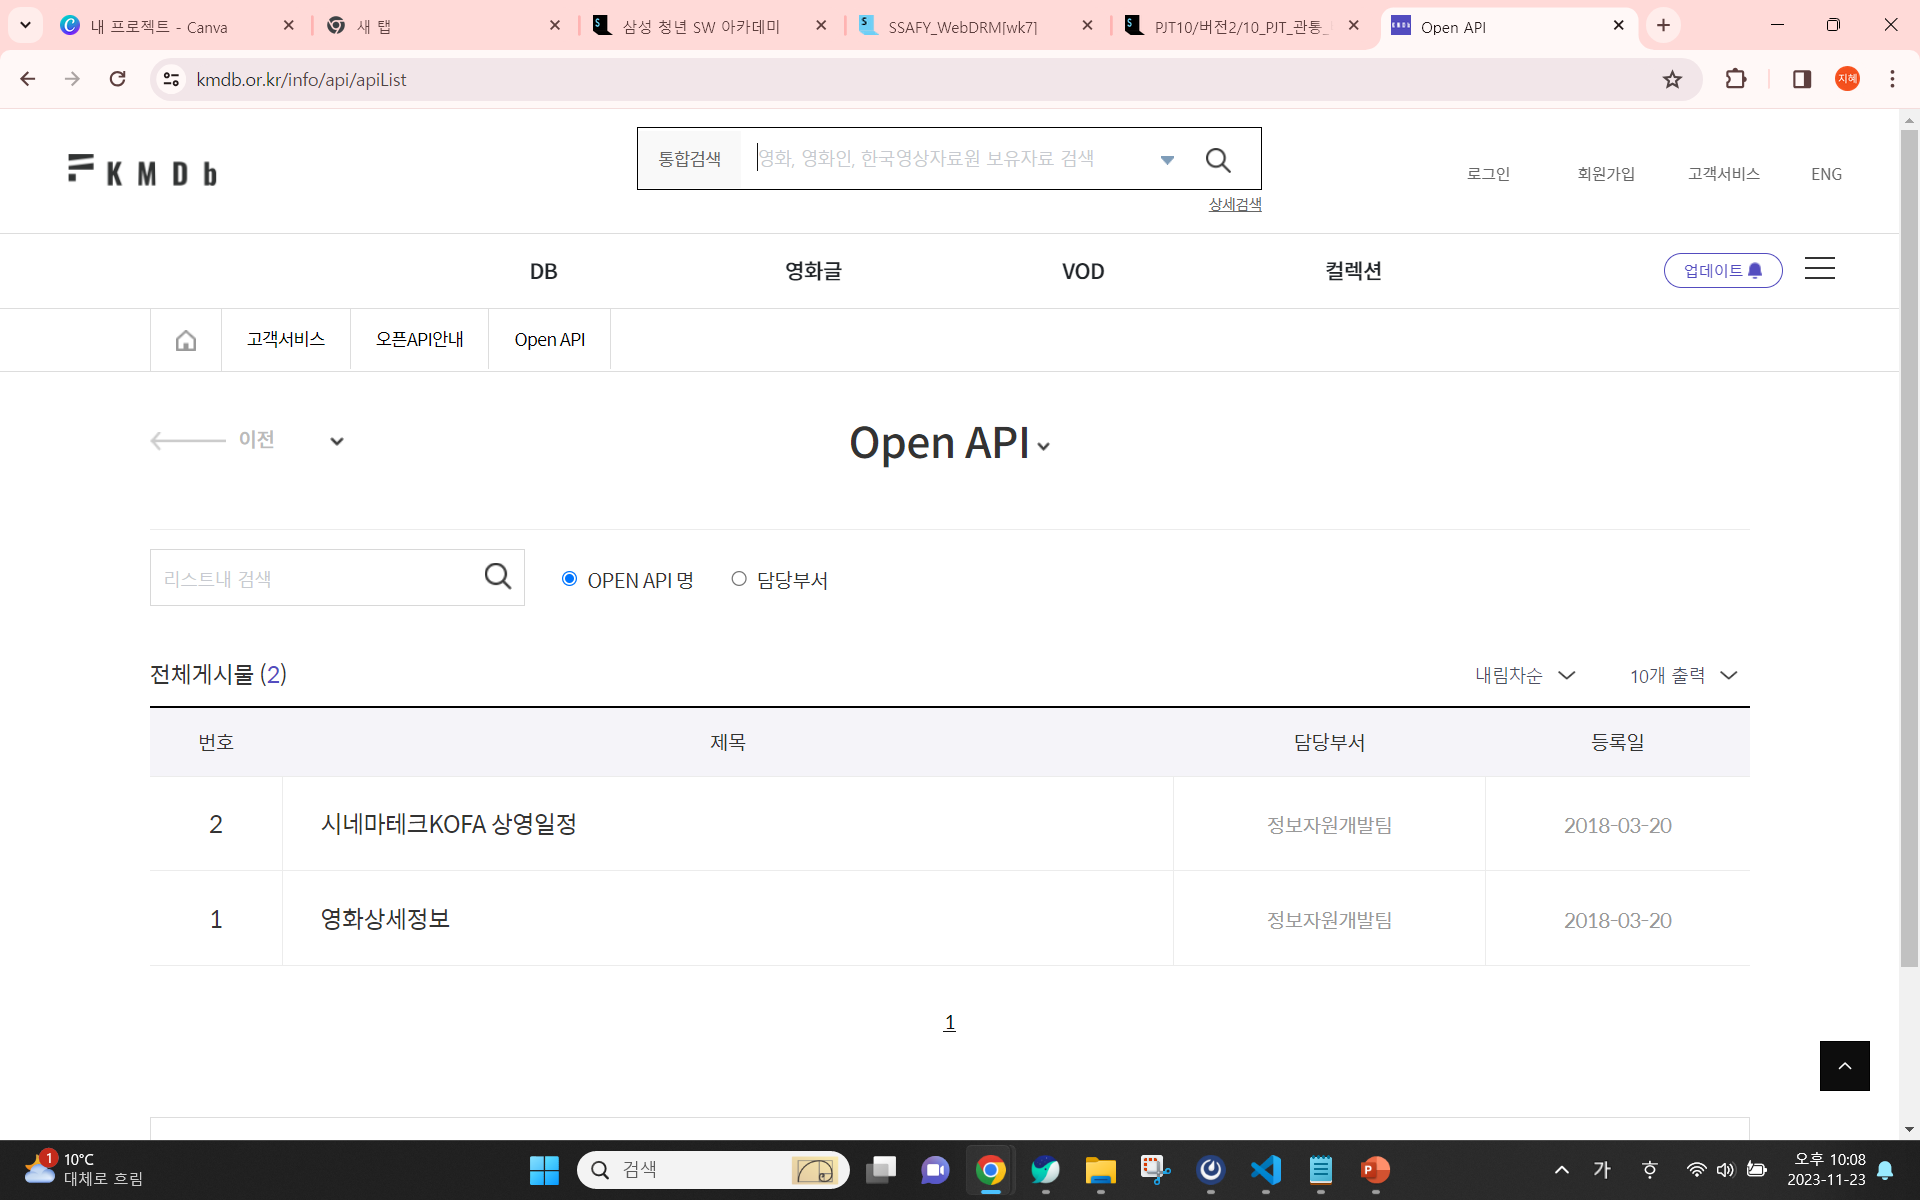 내 프로젝트 - Canva
새 탭
삼성 청년 SW 아카데미
SSAFY_WebDRM[wk7]
PJT10/버전2/10_PJT_관통_
Open API
kmdb.or.kr/info/api/apiList
지혜
KMDb
통합검색
영화, 영화인, 한국영상자료원 보유자료 검색
상세검색
로그인
회원가입
고객서비스
ENG
DB
영화글
VOD
컬렉션
업데이트
고객서비스
오픈API안내
Open API
이전
Open API
리스트내 검색
OPEN API 명
담당부서
전체게시물 (2)
내림차순
10개 출력
번호 제목 담당부서 등록일
2 시네마테크KOFA 상영일정 정보자원개발팀 2018-03-20
1 영화상세정보 정보자원개발팀 2018-03-20
1
1
10°C
대체로 흐림
검색
가
오후 10:08
2023-11-23